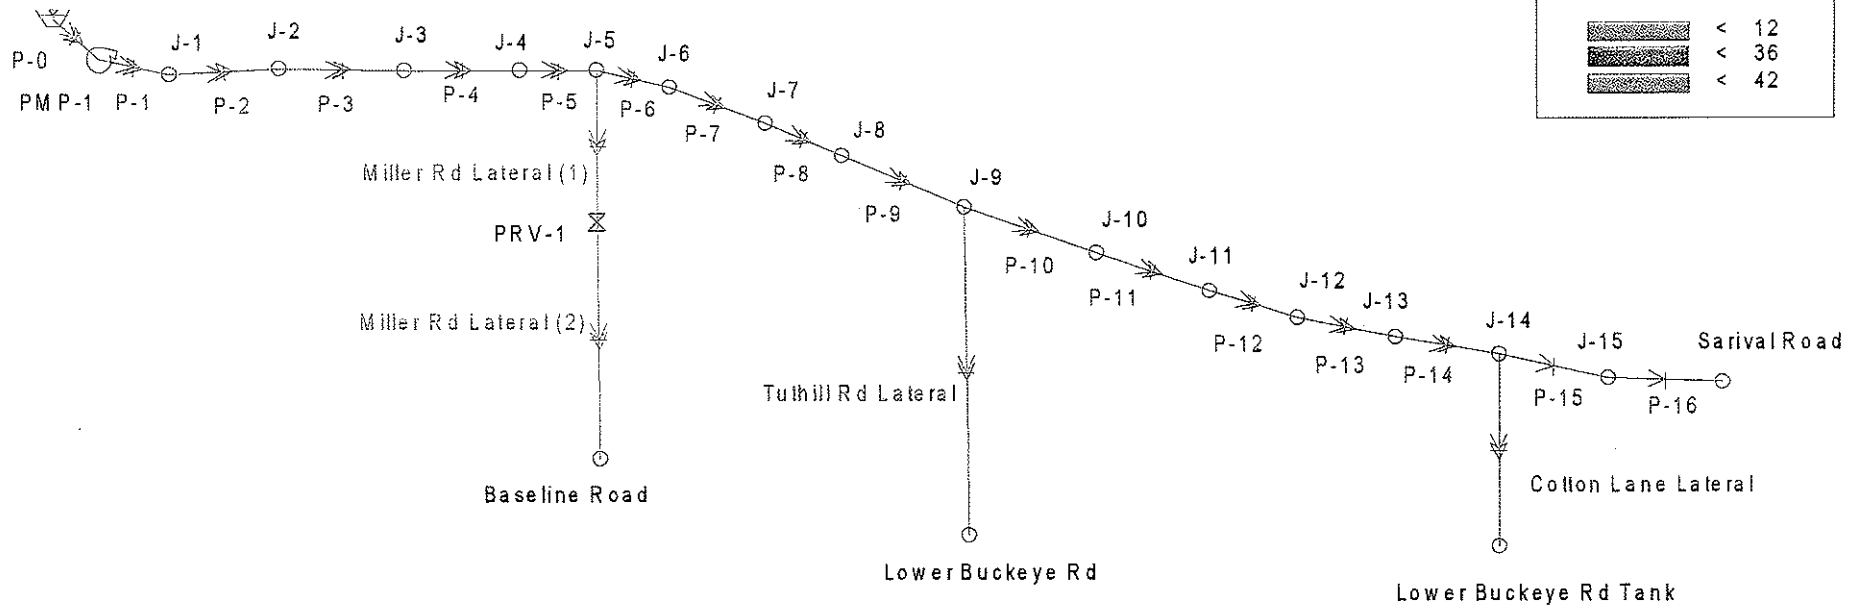 < 12
< 36
< 42
P-0
PMP-1
P-1
J-1
P-2
J-2
P-3
J-3
P-4
J-4
P-5
J-5
P-6
J-6
P-7
J-7
P-8
J-8
P-9
J-9
P-10
J-10
P-11
J-11
P-12
J-12
P-13
J-13
P-14
J-14
P-15
J-15
P-16
Sarival Road
Miller Rd Lateral (1)
PRV-1
Miller Rd Lateral (2)
Baseline Road
Tuthill Rd Lateral
Lower Buckeye Rd
Cotton Lane Lateral
Lower Buckeye Rd Tank